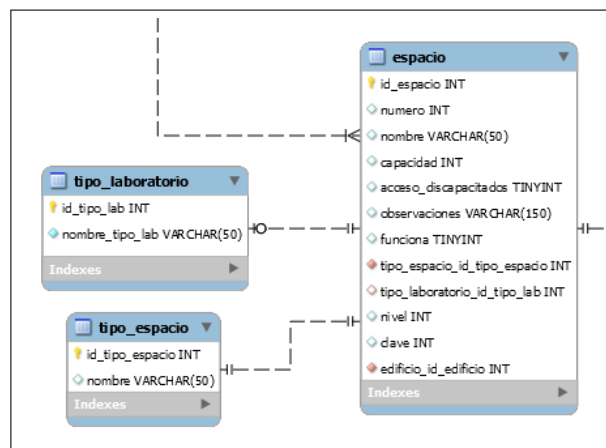 espacio
id_espacio INT
numero INT
nombre VARCHAR(50)
capacidad INT
acceso_discapacitados TINYINT
observaciones VARCHAR(150)
funciona TINYINT
tipo_espacio_id_tipo_espacio INT
tipo_laboratorio_id_tipo_lab INT
nivel INT
clave INT
edificio_id_edificio INT
Indexes
tipo_laboratorio
id_tipo_lab INT
nombre_tipo_lab VARCHAR(50)
Indexes
tipo_espacio
id_tipo_espacio INT
nombre VARCHAR(50)
Indexes